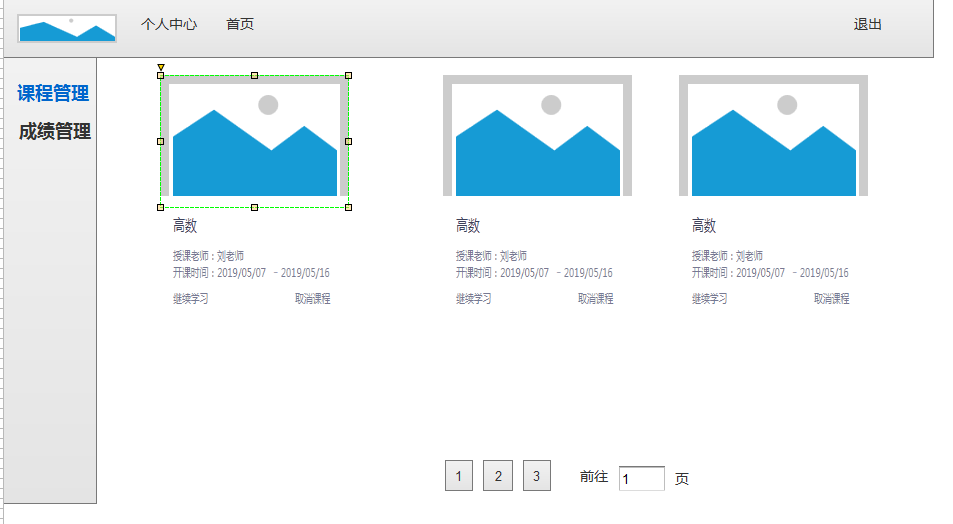 个人中心 首页 退出
课程管理
成绩管理
高数 高数 高数
授课老师：刘老师 授课老师：刘老师 授课老师：刘老师
开课时间：2019/05/07 - 2019/05/16 开课时间：2019/05/07 - 2019/05/16 开课时间：2019/05/07 - 2019/05/16
继续学习 取消课程 继续学习 取消课程 继续学习 取消课程
1 2 3 前往 1 页